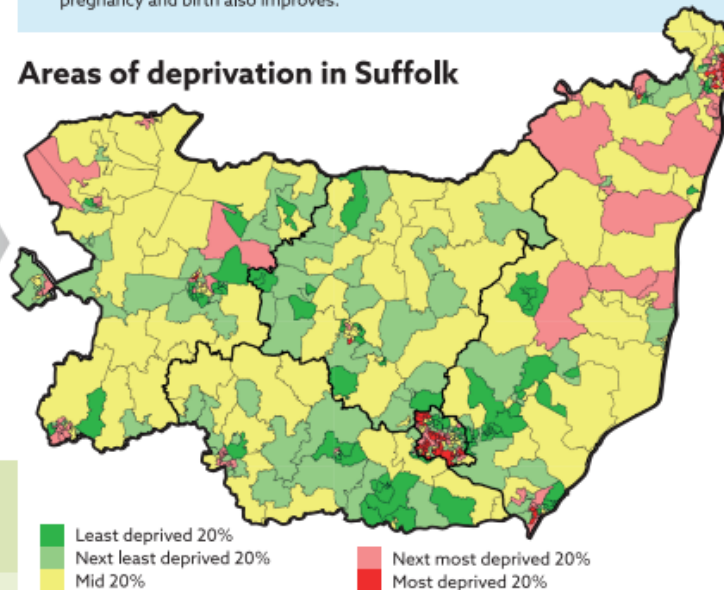 pregnancy and birth also improves.
Areas of deprivation in Suffolk
Least deprived 20%
Next least deprived 20%
Mid 20%
Next most deprived 20%
Most deprived 20%